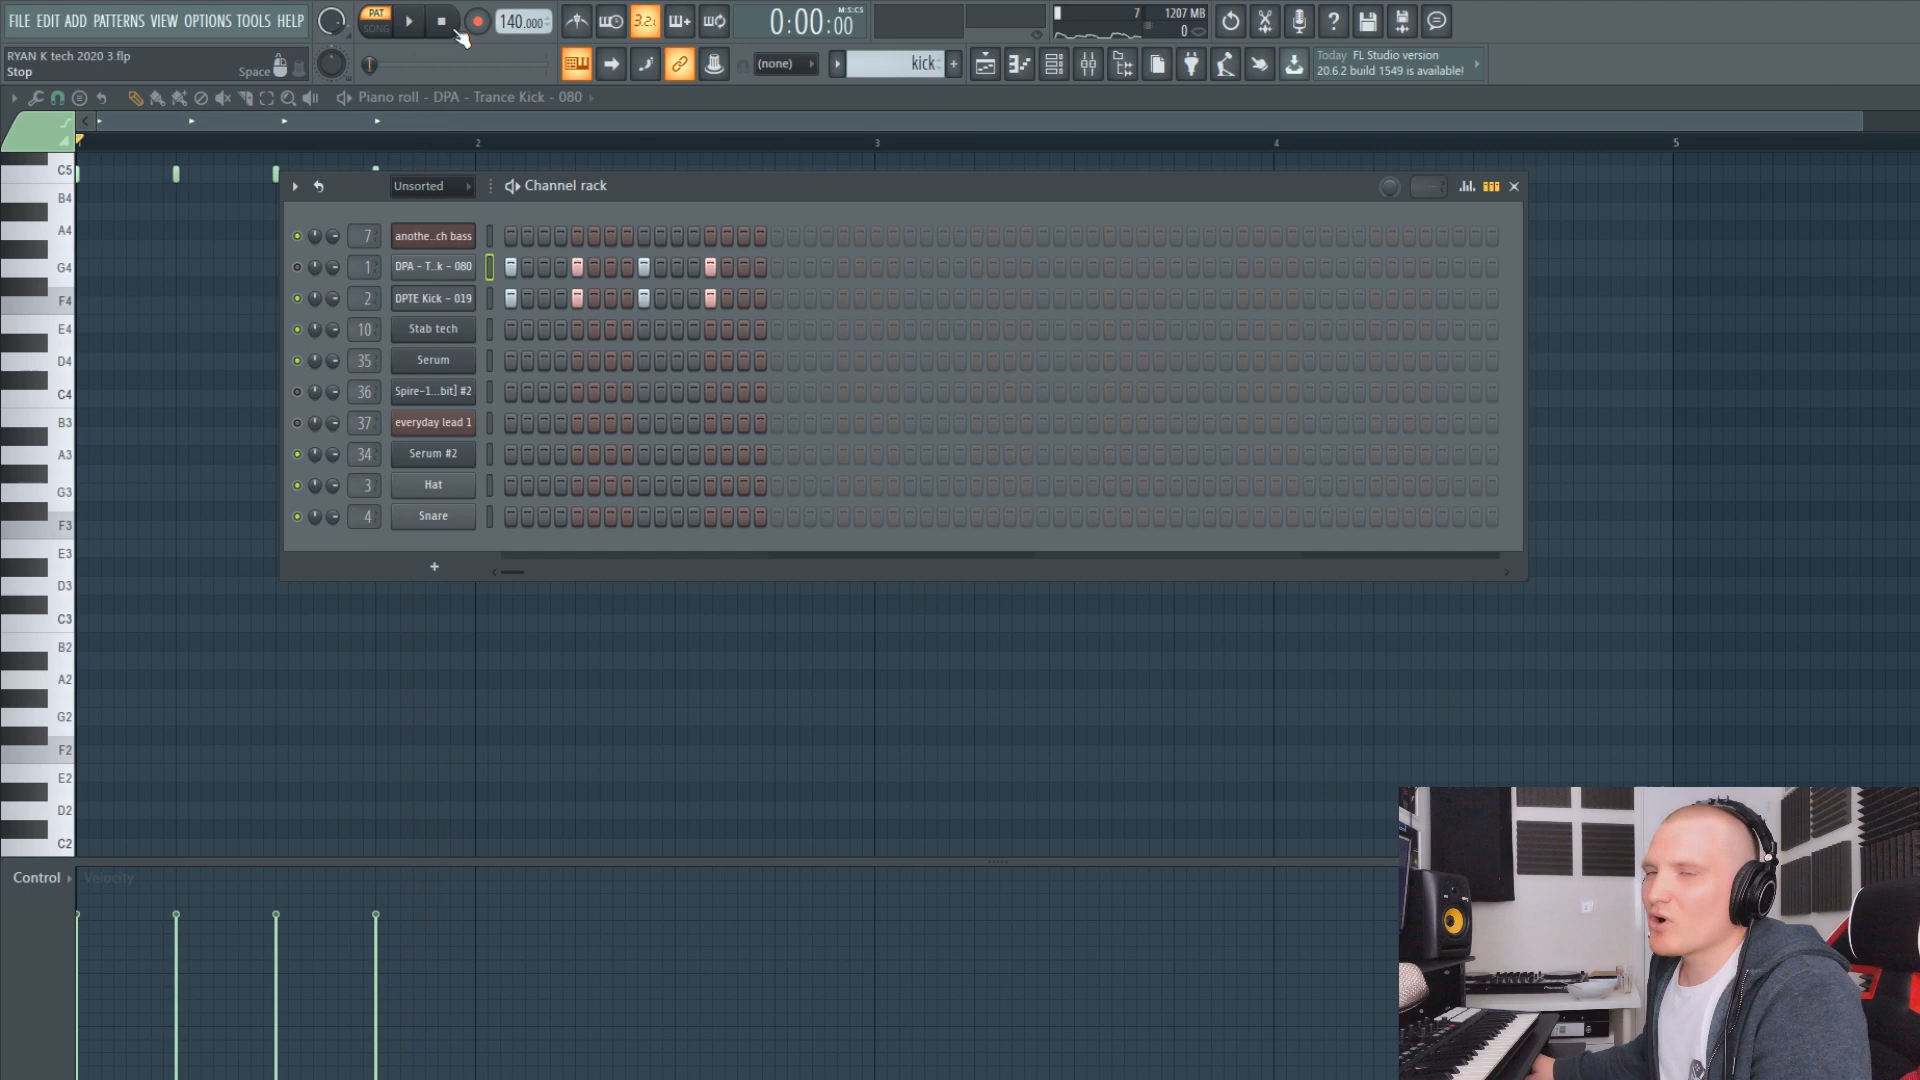 FILE EDIT ADD PATTERNS VIEW OPTIONS TOOLS HELP
PAT
SONG
140.000
3.2.
0:00:00
M:S:CS
7
1207 MB
0
RYAN K tech 2020 3.flp
Stop
Space
(none)
kick
Today FL Studio version
20.6.2 build 1549 is available!
Piano roll - DPA - Trance Kick - 080
2
3
4
5
C5
B4
A4
G4
F4
E4
D4
C4
B3
A3
G3
F3
E3
D3
C3
B2
A2
G2
F2
E2
D2
C2
Unsorted
Channel rack
7 anothe..ch bass
1 DPA - T..k - 080
2 DPTE Kick - 019
10 Stab tech
35 Serum
36 Spire-1...bit] #2
37 everyday lead 1
34 Serum #2
3 Hat
4 Snare
+
Control
Velocity